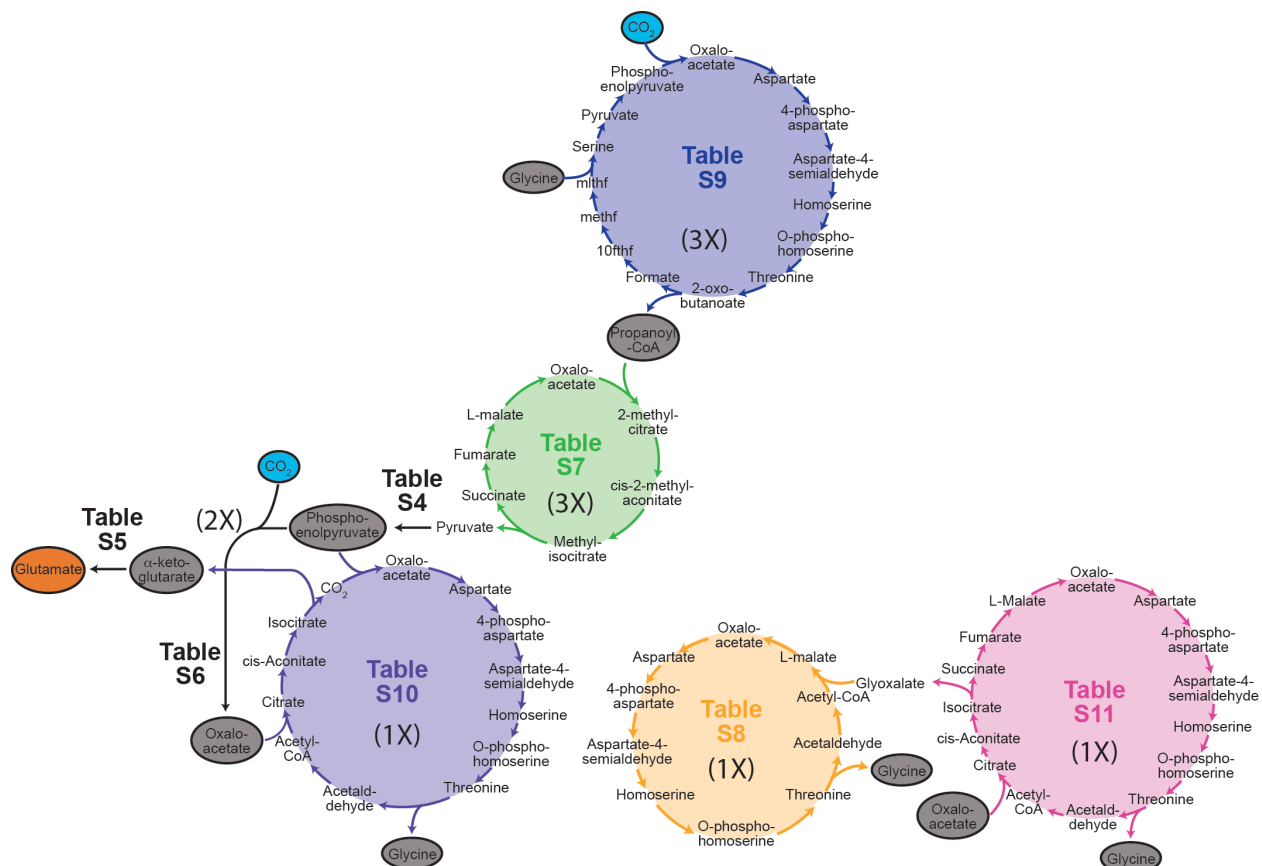 CO2
Oxalo-
acetate
Aspartate
4-phospho-
aspartate
Aspartate-4-
semialdehyde
Homoserine
O-phospho-
homoserine
Threonine
2-oxo-
butanoate
Formate
10fthf
methf
mlthf
Serine
Pyruvate
Phospho-
enolpyruvate
Glycine
Table
S9
(3X)
Propanoyl
-CoA
Oxalo-
acetate
2-methyl-
citrate
cis-2-methyl-
aconitate
Methyl-
isocitrate
Succinate
Fumarate
L-malate
Table
S7
(3X)
Pyruvate
Table
S4
Phospho-
enolpyruvate
CO2
(2X)
Table
S5
Glutamate
α-keto-
glutarate
Table
S6
Oxalo-
acetate
Oxalo-
acetate
Aspartate
4-phospho-
aspartate
Aspartate-4-
semialdehyde
Homoserine
O-phospho-
homoserine
Threonine
Acetald-
dehyde
Acetyl-
CoA
Citrate
cis-Aconitate
Isocitrate
CO2
Table
S10
(1X)
Glycine
Oxalo-
acetate
Aspartate
4-phospho-
aspartate
Aspartate-4-
semialdehyde
Homoserine
O-phospho-
homoserine
Threonine
Acetaldehyde
Acetyl-CoA
L-malate
Table
S8
(1X)
Glycine
Glyoxalate
Oxalo-
acetate
Aspartate
4-phospho-
aspartate
Aspartate-4-
semialdehyde
Homoserine
O-phospho-
homoserine
Threonine
Acetald-
dehyde
Acetyl-
CoA
Citrate
cis-Aconitate
Isocitrate
Succinate
Fumarate
L-Malate
Table
S11
(1X)
Oxalo-
acetate
Glycine